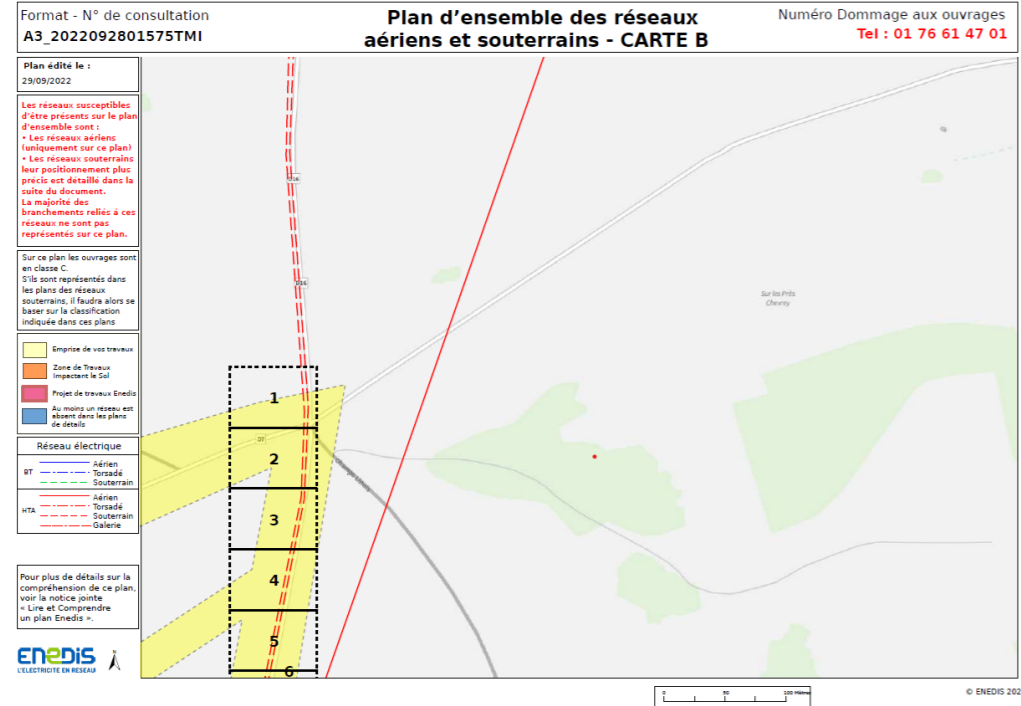 Format - N° de consultation
A3_2022092801575TMI
Plan d’ensemble des réseaux
aériens et souterrains - CARTE B
Numéro Dommage aux ouvrages
Tel : 01 76 61 47 01
Plan édité le :
29/09/2022
Les réseaux susceptibles
d’être présents sur le plan
d’ensemble sont :
• Les réseaux aériens
(uniquement sur ce plan)
• Les réseaux souterrains
leur positionnement plus
précis est détaillé dans la
suite du document.
La majorité des
branchements reliés à ces
réseaux ne sont pas
représentés sur ce plan.
Sur ce plan les ouvrages sont
en classe C.
S’ils sont représentés dans
les plans des réseaux
souterrains, il faudra alors se
baser sur la classification
indiquée dans ces plans
Emprise de vos travaux
Zone de Travaux
Impactant le Sol
Projet de travaux Enedis
Au moins un réseau est
absent dans les plans
de détails
Réseau électrique
BT
Aérien
Torsadé
Souterrain
HTA
Aérien
Torsadé
Souterrain
Galerie
Pour plus de détails sur la
compréhension de ce plan,
voir la notice jointe
« Lire et Comprendre
un plan Enedis ».
ENEDIS
L'ELECTRICITE EN RESEAU
N
D16
D16
Sur les Prés
Chevrey
1
D7
2
3
4
5
6
0 50 100 Mètres
© ENEDIS 202